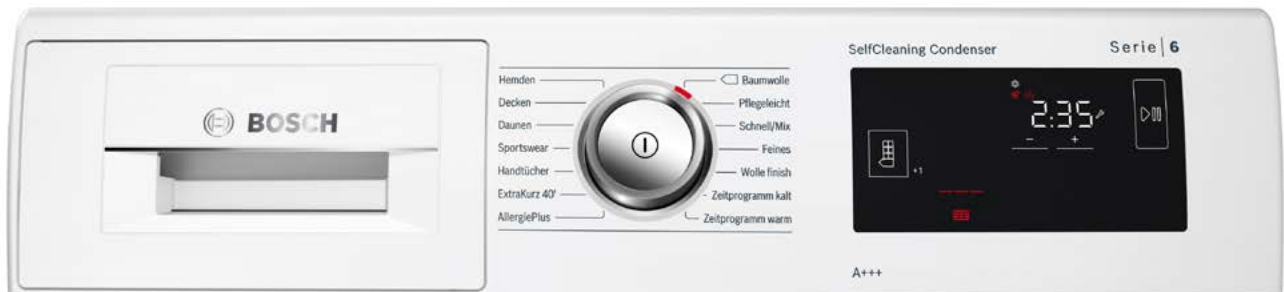 BOSCH
Hemden
Decken
Daunen
Sportswear
Handtücher
ExtraKurz 40'
AllergiePlus
Baumwolle
Pflegeleicht
Schnell/Mix
Feines
Wolle finish
Zeitprogramm kalt
Zeitprogramm warm
SelfCleaning Condenser
Serie | 6
2:35
- +
+1
A+++